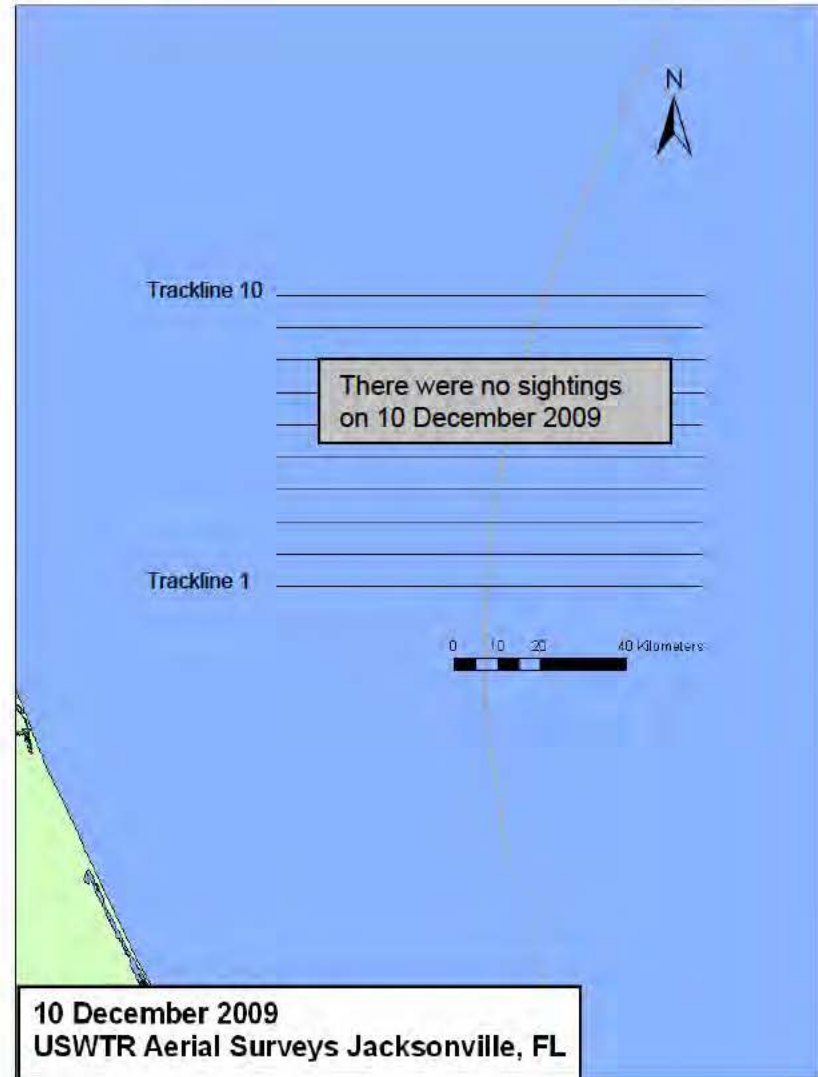 N
Trackline 10
There were no sightings
on 10 December 2009
Trackline 1
0 10 20 40 Kilometers
10 December 2009
USWTR Aerial Surveys Jacksonville, FL